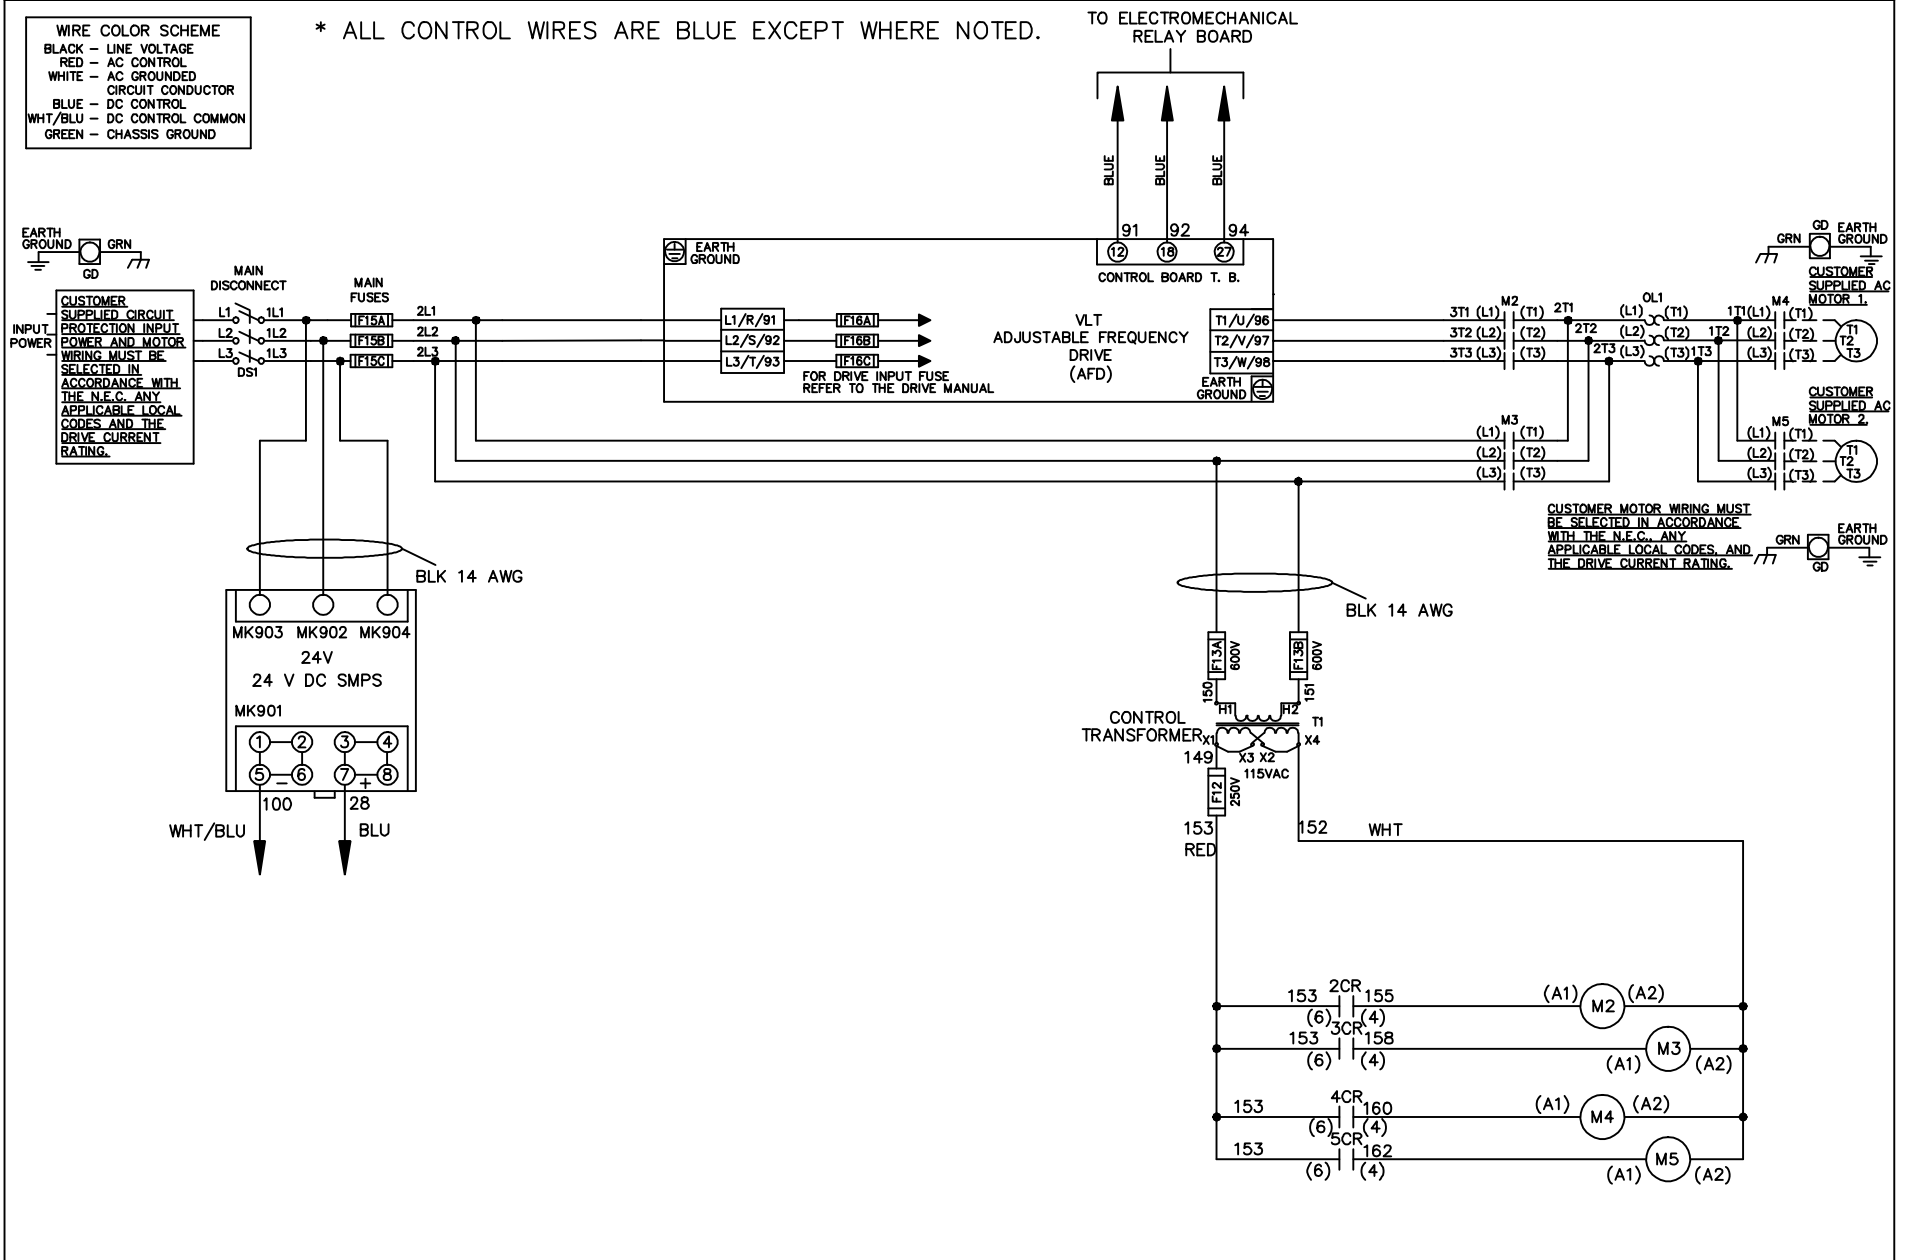 WIRE COLOR SCHEME
BLACK – LINE VOLTAGE
RED – AC CONTROL
WHITE – AC GROUNDED
CIRCUIT CONDUCTOR
BLUE – DC CONTROL
WHT/BLU – DC CONTROL COMMON
GREEN – CHASSIS GROUND
* ALL CONTROL WIRES ARE BLUE EXCEPT WHERE NOTED.
TO ELECTROMECHANICAL
RELAY BOARD
BLUE
BLUE
BLUE
91 92 94
12 18 27
CONTROL BOARD T. B.
EARTH
GROUND
GRN
GD
INPUT
POWER
CUSTOMER
SUPPLIED CIRCUIT
PROTECTION INPUT
POWER AND MOTOR
WIRING MUST BE
SELECTED IN
ACCORDANCE WITH
THE N.E.C. ANY
APPLICABLE LOCAL
CODES AND THE
DRIVE CURRENT
RATING.
MAIN
DISCONNECT
L1 1L1
L2 1L2
L3 1L3
DS1
MAIN
FUSES
F15A 2L1
F15B 2L2
F15C 2L3
EARTH
GROUND
L1/R/91
L2/S/92
L3/T/93
F16A
F16B
F16C
FOR DRIVE INPUT FUSE
REFER TO THE DRIVE MANUAL
VLT
ADJUSTABLE FREQUENCY
DRIVE
(AFD)
T1/U/96
T2/V/97
T3/W/98
EARTH
GROUND
M2
3T1 (L1) (T1) 2T1
3T2 (L2) (T2) 2T2
3T3 (L3) (T3) 2T3
OL1
(L1) (T1) 1T1
(L2) (T2) 1T2
(L3) (T3) 1T3
M4
(L1) (T1)
(L2) (T2)
(L3) (T3)
T1
T2
T3
GD
EARTH
GROUND
GRN
CUSTOMER
SUPPLIED AC
MOTOR 1.
M3
(L1) (T1)
(L2) (T2)
(L3) (T3)
CUSTOMER
SUPPLIED AC
MOTOR 2.
M5
(L1) (T1)
(L2) (T2)
(L3) (T3)
T1
T2
T3
CUSTOMER MOTOR WIRING MUST
BE SELECTED IN ACCORDANCE
WITH THE N.E.C., ANY
APPLICABLE LOCAL CODES, AND
THE DRIVE CURRENT RATING.
GRN
EARTH
GROUND
GD
BLK 14 AWG
MK903 MK902 MK904
24V
24 V DC SMPS
MK901
1 2 3 4
5 6 7 8
– +
100 28
WHT/BLU BLU
BLK 14 AWG
F13A 600V
F13B 600V
150 151
H1 H2
CONTROL
TRANSFORMER
T1
X1 X3 X2 X4
149
115VAC
F12 250V
153
RED
152 WHT
2CR
153 155 (A1) M2 (A2)
(6) (4)
3CR
153 158 M3
(6) (4) (A1) (A2)
4CR
153 160 (A1) M4 (A2)
(6) (4)
5CR
153 162 M5
(6) (4) (A1) (A2)